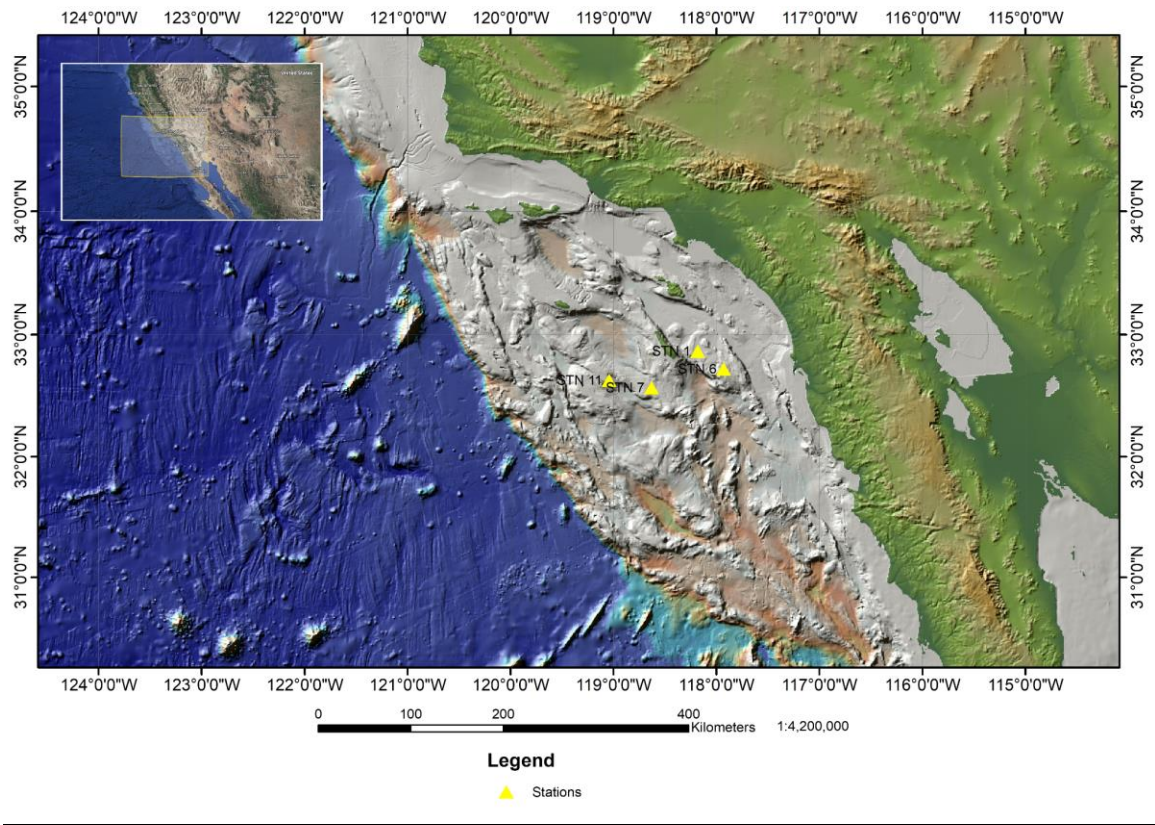 124°0'0"W 123°0'0"W 122°0'0"W 121°0'0"W 120°0'0"W 119°0'0"W 118°0'0"W 117°0'0"W 116°0'0"W 115°0'0"W
United States
35°0'0"N 35°0'0"N
34°0'0"N 34°0'0"N
33°0'0"N 33°0'0"N
STN 1
STN 6
STN 11
STN 7
32°0'0"N 32°0'0"N
31°0'0"N 31°0'0"N
124°0'0"W 123°0'0"W 122°0'0"W 121°0'0"W 120°0'0"W 119°0'0"W 118°0'0"W 117°0'0"W 116°0'0"W 115°0'0"W
0 100 200 400
Kilometers 1:4,200,000
Legend
Stations